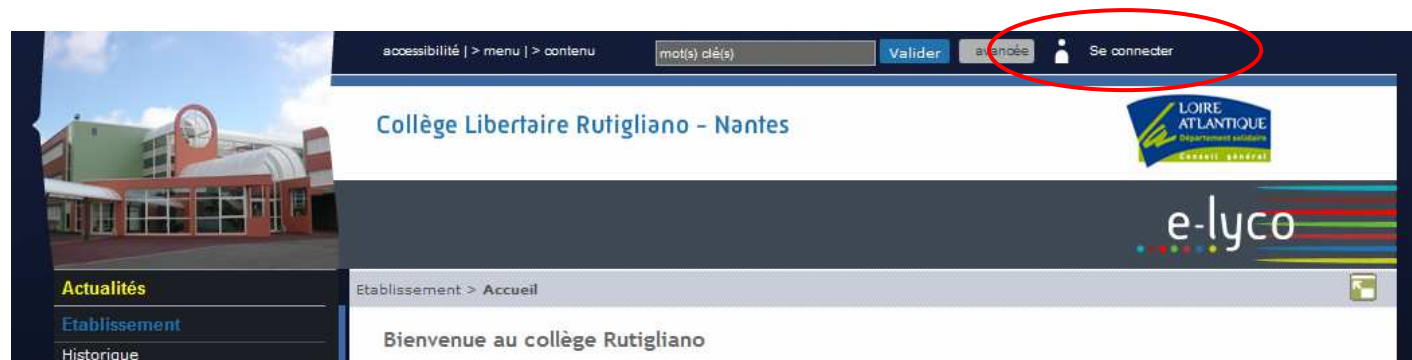 accessibilité | > menu | > contenu
mot(s) clé(s)
Valider
avancée
Se connecter
Collège Libertaire Rutigliano - Nantes
LOIRE
ATLANTIQUE
Département solidaire
Conseil général
e-lyco
Actualités
Etablissement > Accueil
Etablissement
Bienvenue au collège Rutigliano
Historique